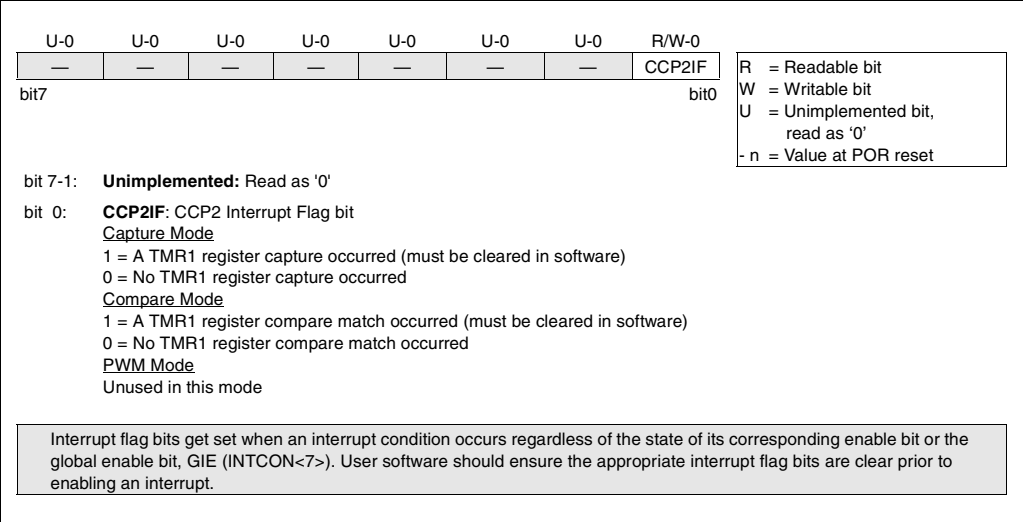 U-0 U-0 U-0 U-0 U-0 U-0 U-0 R/W-0
— — — — — — — CCP2IF
bit7 bit0
R = Readable bit
W = Writable bit
U = Unimplemented bit,
read as ‘0’
- n = Value at POR reset
bit 7-1: Unimplemented: Read as '0'
bit 0: CCP2IF: CCP2 Interrupt Flag bit
Capture Mode
1 = A TMR1 register capture occurred (must be cleared in software)
0 = No TMR1 register capture occurred
Compare Mode
1 = A TMR1 register compare match occurred (must be cleared in software)
0 = No TMR1 register compare match occurred
PWM Mode
Unused in this mode
Interrupt flag bits get set when an interrupt condition occurs regardless of the state of its corresponding enable bit or the
global enable bit, GIE (INTCON<7>). User software should ensure the appropriate interrupt flag bits are clear prior to
enabling an interrupt.